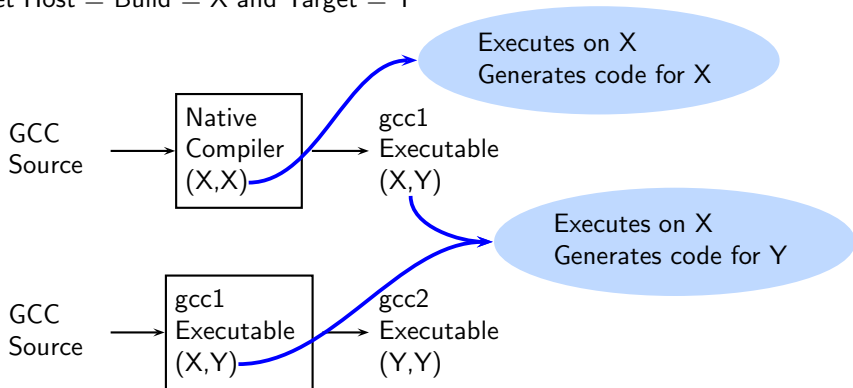 Host = Build = X and Target = Y
Executes on X
Generates code for X
GCC
Source
Native
Compiler
(X,X)
gcc1
Executable
(X,Y)
Executes on X
Generates code for Y
GCC
Source
gcc1
Executable
(X,Y)
gcc2
Executable
(Y,Y)